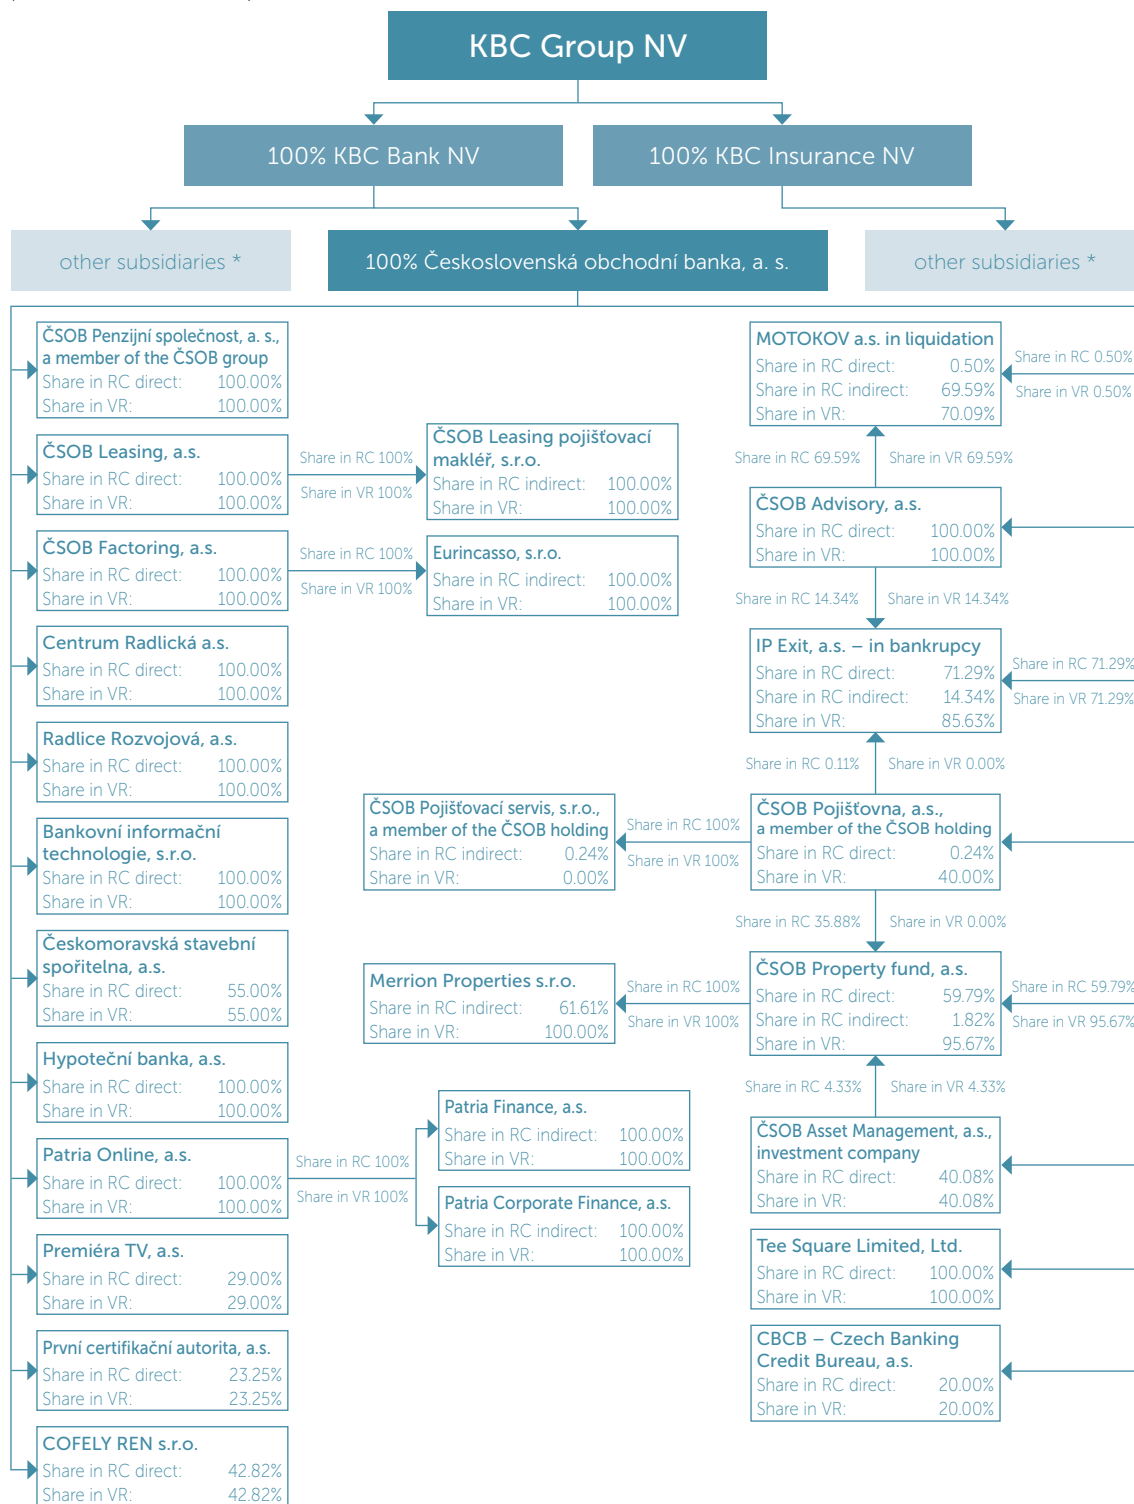 KBC Group NV
100% KBC Bank NV
100% KBC Insurance NV
other subsidiaries *
100% Československá obchodní banka, a. s.
other subsidiaries *
ČSOB Penzijní společnost, a. s.,
a member of the ČSOB group
Share in RC direct: 100.00%
Share in VR: 100.00%
ČSOB Leasing, a.s.
Share in RC direct: 100.00%
Share in VR: 100.00%
Share in RC 100%
Share in VR 100%
ČSOB Leasing pojišťovací
makléř, s.r.o.
Share in RC indirect: 100.00%
Share in VR: 100.00%
ČSOB Factoring, a.s.
Share in RC direct: 100.00%
Share in VR: 100.00%
Share in RC 100%
Share in VR 100%
Eurincasso, s.r.o.
Share in RC indirect: 100.00%
Share in VR: 100.00%
Centrum Radlická a.s.
Share in RC direct: 100.00%
Share in VR: 100.00%
Radlice Rozvojová, a.s.
Share in RC direct: 100.00%
Share in VR: 100.00%
Bankovní informační
technologie, s.r.o.
Share in RC direct: 100.00%
Share in VR: 100.00%
Českomoravská stavební
spořitelna, a.s.
Share in RC direct: 55.00%
Share in VR: 55.00%
Hypoteční banka, a.s.
Share in RC direct: 100.00%
Share in VR: 100.00%
Patria Online, a.s.
Share in RC direct: 100.00%
Share in VR: 100.00%
Share in RC 100%
Share in VR 100%
Patria Finance, a.s.
Share in RC indirect: 100.00%
Share in VR: 100.00%
Patria Corporate Finance, a.s.
Share in RC indirect: 100.00%
Share in VR: 100.00%
Premiéra TV, a.s.
Share in RC direct: 29.00%
Share in VR: 29.00%
První certifikační autorita, a.s.
Share in RC direct: 23.25%
Share in VR: 23.25%
COFELY REN s.r.o.
Share in RC direct: 42.82%
Share in VR: 42.82%
MOTOKOV a.s. in liquidation
Share in RC direct: 0.50%
Share in RC indirect: 69.59%
Share in VR: 70.09%
Share in RC 0.50%
Share in VR 0.50%
Share in RC 69.59%
Share in VR 69.59%
ČSOB Advisory, a.s.
Share in RC direct: 100.00%
Share in VR: 100.00%
Share in RC 14.34%
Share in VR 14.34%
IP Exit, a.s. – in bankrupcy
Share in RC direct: 71.29%
Share in RC indirect: 14.34%
Share in VR: 85.63%
Share in RC 71.29%
Share in VR 71.29%
Share in RC 0.11%
Share in VR 0.00%
ČSOB Pojišťovací servis, s.r.o.,
a member of the ČSOB holding
Share in RC indirect: 0.24%
Share in VR: 0.00%
Share in RC 100%
Share in VR 100%
ČSOB Pojišťovna, a.s.,
a member of the ČSOB holding
Share in RC direct: 0.24%
Share in VR: 40.00%
Share in RC 35.88%
Share in VR 0.00%
Merrion Properties s.r.o.
Share in RC indirect: 61.61%
Share in VR: 100.00%
Share in RC 100%
Share in VR 100%
ČSOB Property fund, a.s.
Share in RC direct: 59.79%
Share in RC indirect: 1.82%
Share in VR: 95.67%
Share in RC 59.79%
Share in VR 95.67%
Share in RC 4.33%
Share in VR 4.33%
ČSOB Asset Management, a.s.,
investment company
Share in RC direct: 40.08%
Share in VR: 40.08%
Tee Square Limited, Ltd.
Share in RC direct: 100.00%
Share in VR: 100.00%
CBCB – Czech Banking
Credit Bureau, a.s.
Share in RC direct: 20.00%
Share in VR: 20.00%